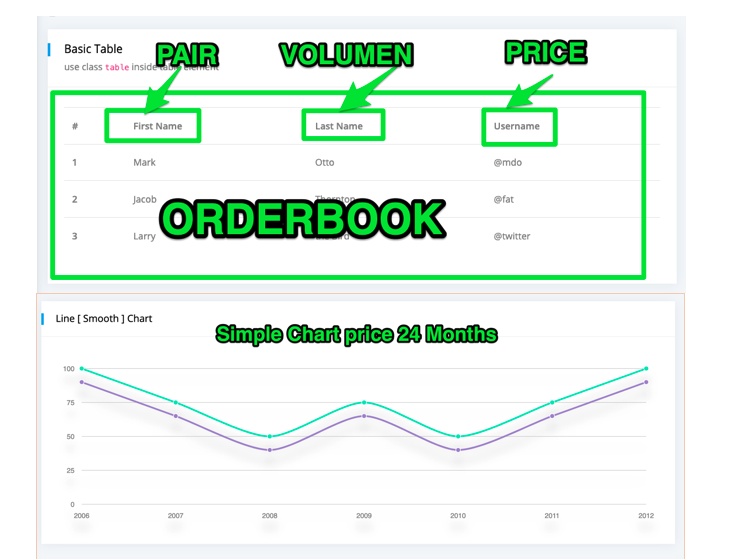 Basic Table
PAIR
VOLUMEN
PRICE
use class table inside table element
# First Name Last Name Username
1 Mark Otto @mdo
2 Jacob Thornton @fat
ORDERBOOK
3 Larry @twitter
Line [ Smooth ] Chart
Simple Chart price 24 Months
100
75
50
25
0
2006 2007 2008 2009 2010 2011 2012